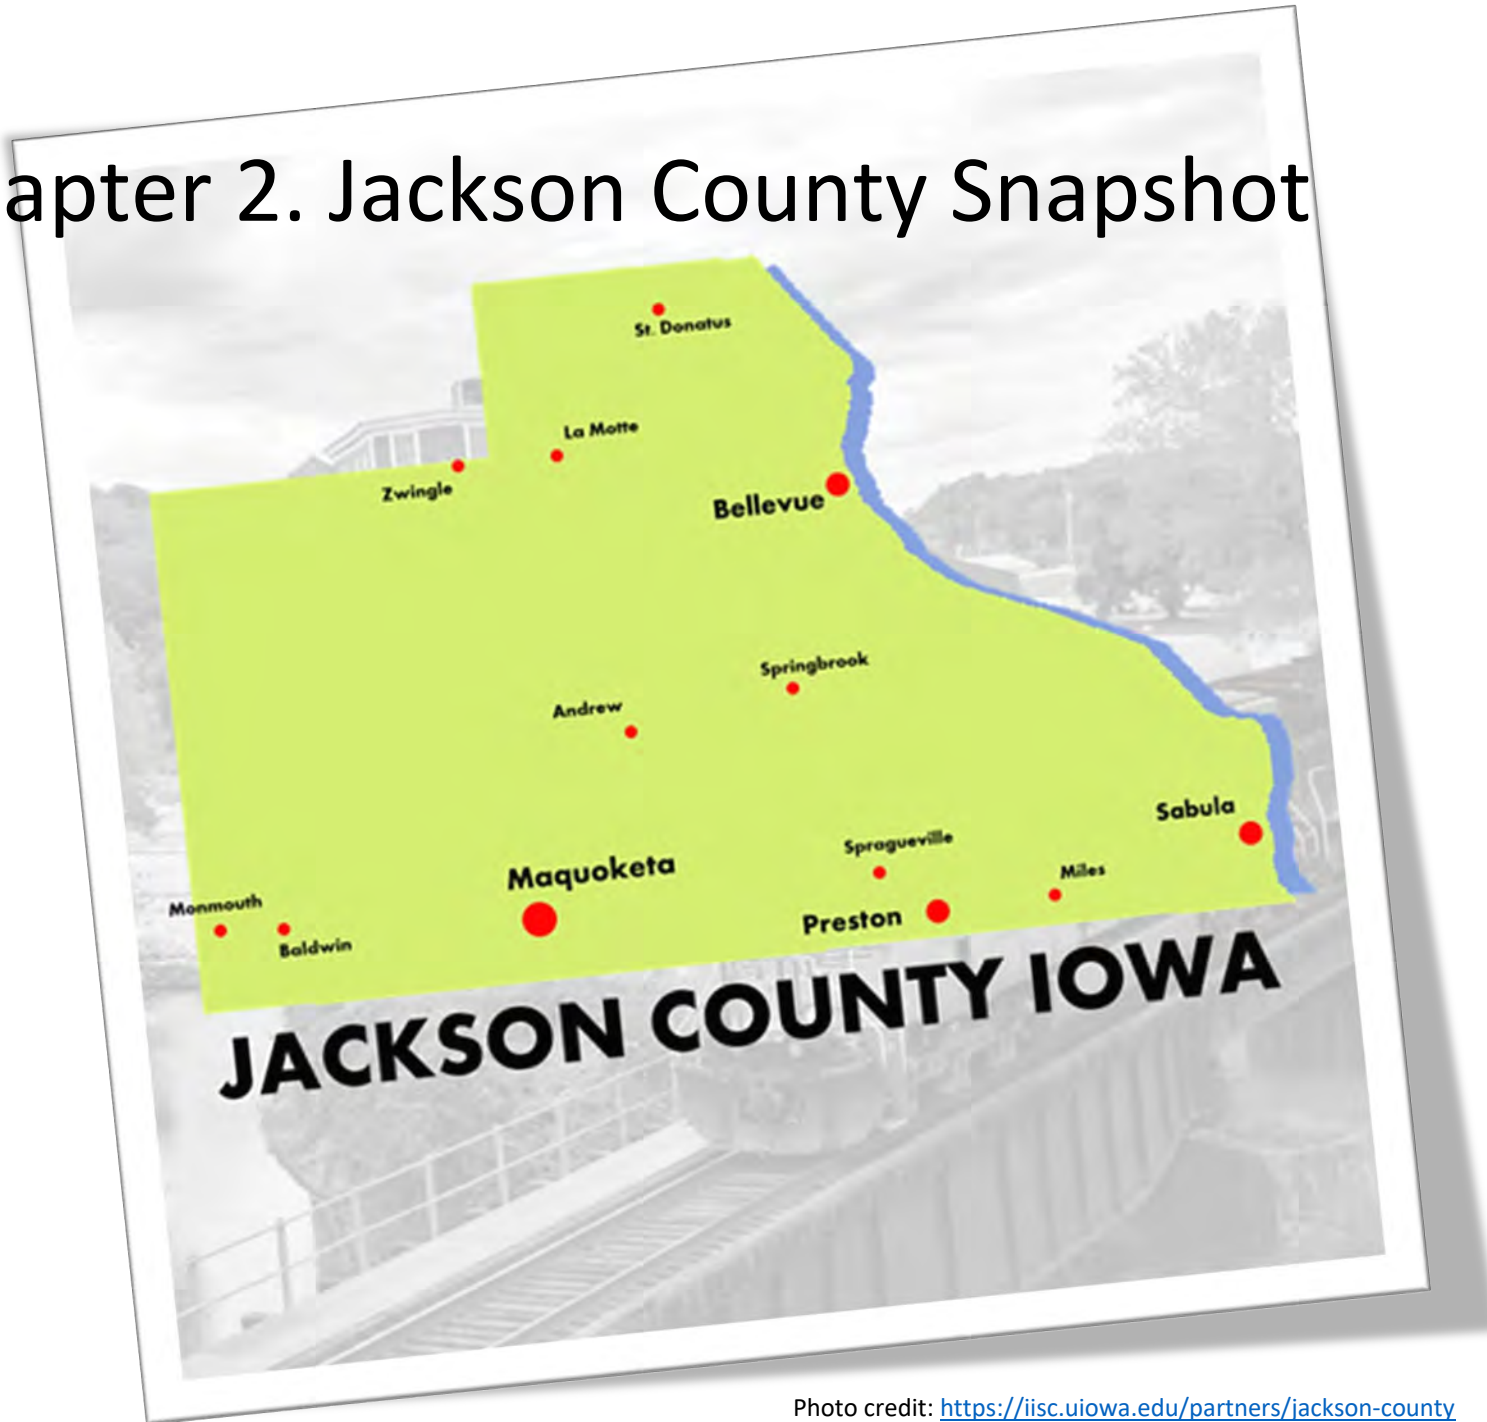 apter 2. Jackson County Snapshot
St. Donatus
La Motte
Zwingle
Bellevue
Springbrook
Andrew
Sabula
Spragueville
Maquoketa
Miles
Monmouth
Preston
Baldwin
JACKSON COUNTY IOWA
Photo credit: https://iisc.uiowa.edu/partners/jackson-county